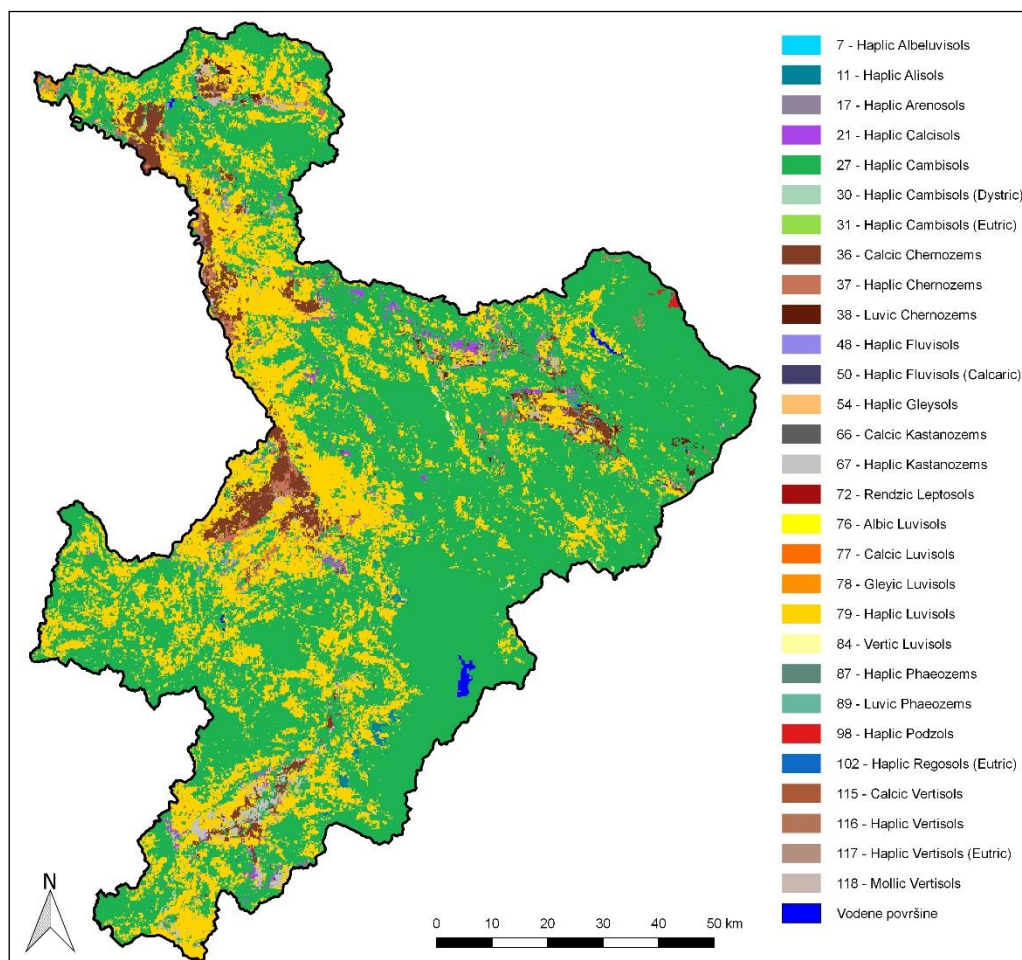 7 - Haplic Albeluvisols
11 - Haplic Alisols
17 - Haplic Arenosols
21 - Haplic Calcisols
27 - Haplic Cambisols
30 - Haplic Cambisols (Dystric)
31 - Haplic Cambisols (Eutric)
36 - Calcic Chernozems
37 - Haplic Chernozems
38 - Luvic Chernozems
48 - Haplic Fluvisols
50 - Haplic Fluvisols (Calcaric)
54 - Haplic Gleysols
66 - Calcic Kastanozems
67 - Haplic Kastanozems
72 - Rendzic Leptosols
76 - Albic Luvisols
77 - Calcic Luvisols
78 - Gleyic Luvisols
79 - Haplic Luvisols
84 - Vertic Luvisols
87 - Haplic Phaeozems
89 - Luvic Phaeozems
98 - Haplic Podzols
102 - Haplic Regosols (Eutric)
115 - Calcic Vertisols
116 - Haplic Vertisols
117 - Haplic Vertisols (Eutric)
118 - Mollic Vertisols
Vodene površine
N
0 10 20 30 40 50 km